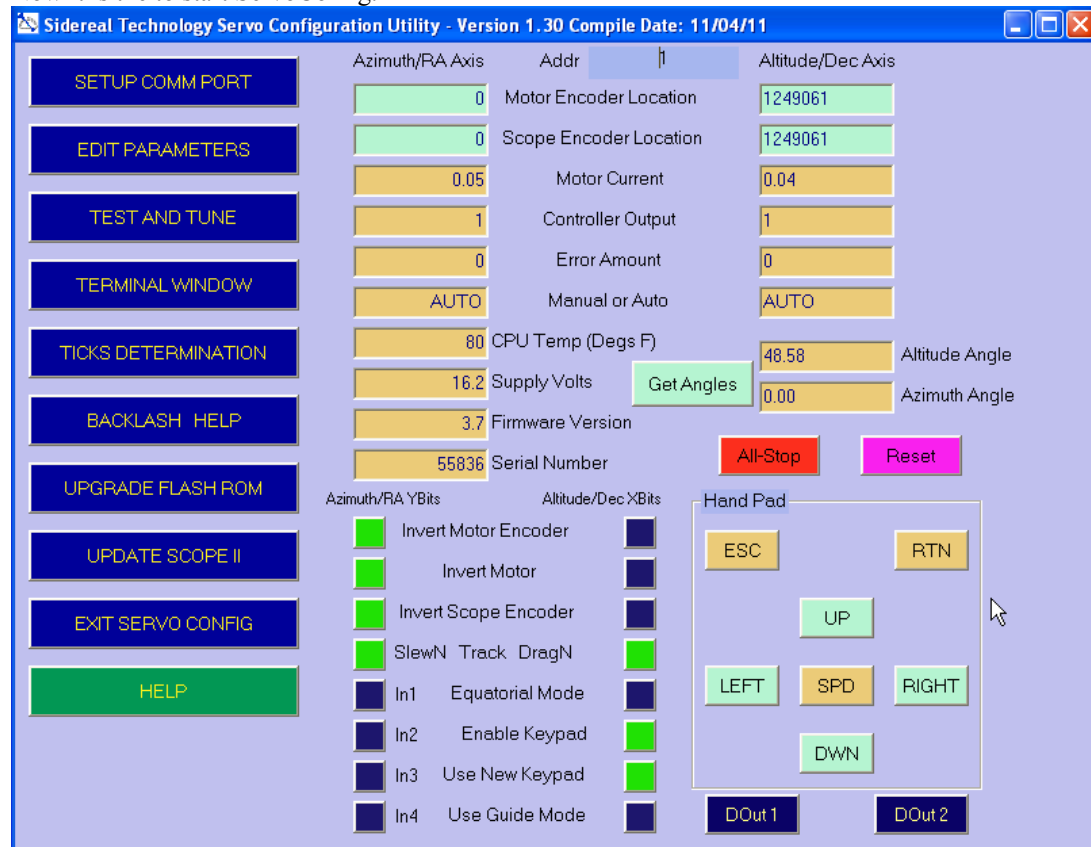 Sidereal Technology Servo Configuration Utility - Version 1.30 Compile Date: 11/04/11
SETUP COMM PORT
EDIT PARAMETERS
TEST AND TUNE
TERMINAL WINDOW
TICKS DETERMINATION
BACKLASH HELP
UPGRADE FLASH ROM
UPDATE SCOPE II
EXIT SERVO CONFIG
HELP
Azimuth/RA Axis Addr 1 Altitude/Dec Axis
0 Motor Encoder Location 1249061
0 Scope Encoder Location 1249061
0.05 Motor Current 0.04
1 Controller Output 1
0 Error Amount 0
AUTO Manual or Auto AUTO
80 CPU Temp (Degs F) 48.58 Altitude Angle
16.2 Supply Volts Get Angles 0.00 Azimuth Angle
3.7 Firmware Version
55836 Serial Number
All-Stop Reset
Azimuth/RA YBits Altitude/Dec XBits
Invert Motor Encoder
Invert Motor
Invert Scope Encoder
SlewN Track DragN
In1 Equatorial Mode
In2 Enable Keypad
In3 Use New Keypad
In4 Use Guide Mode
Hand Pad
ESC RTN
UP
LEFT SPD RIGHT
DWN
DOut 1 DOut 2